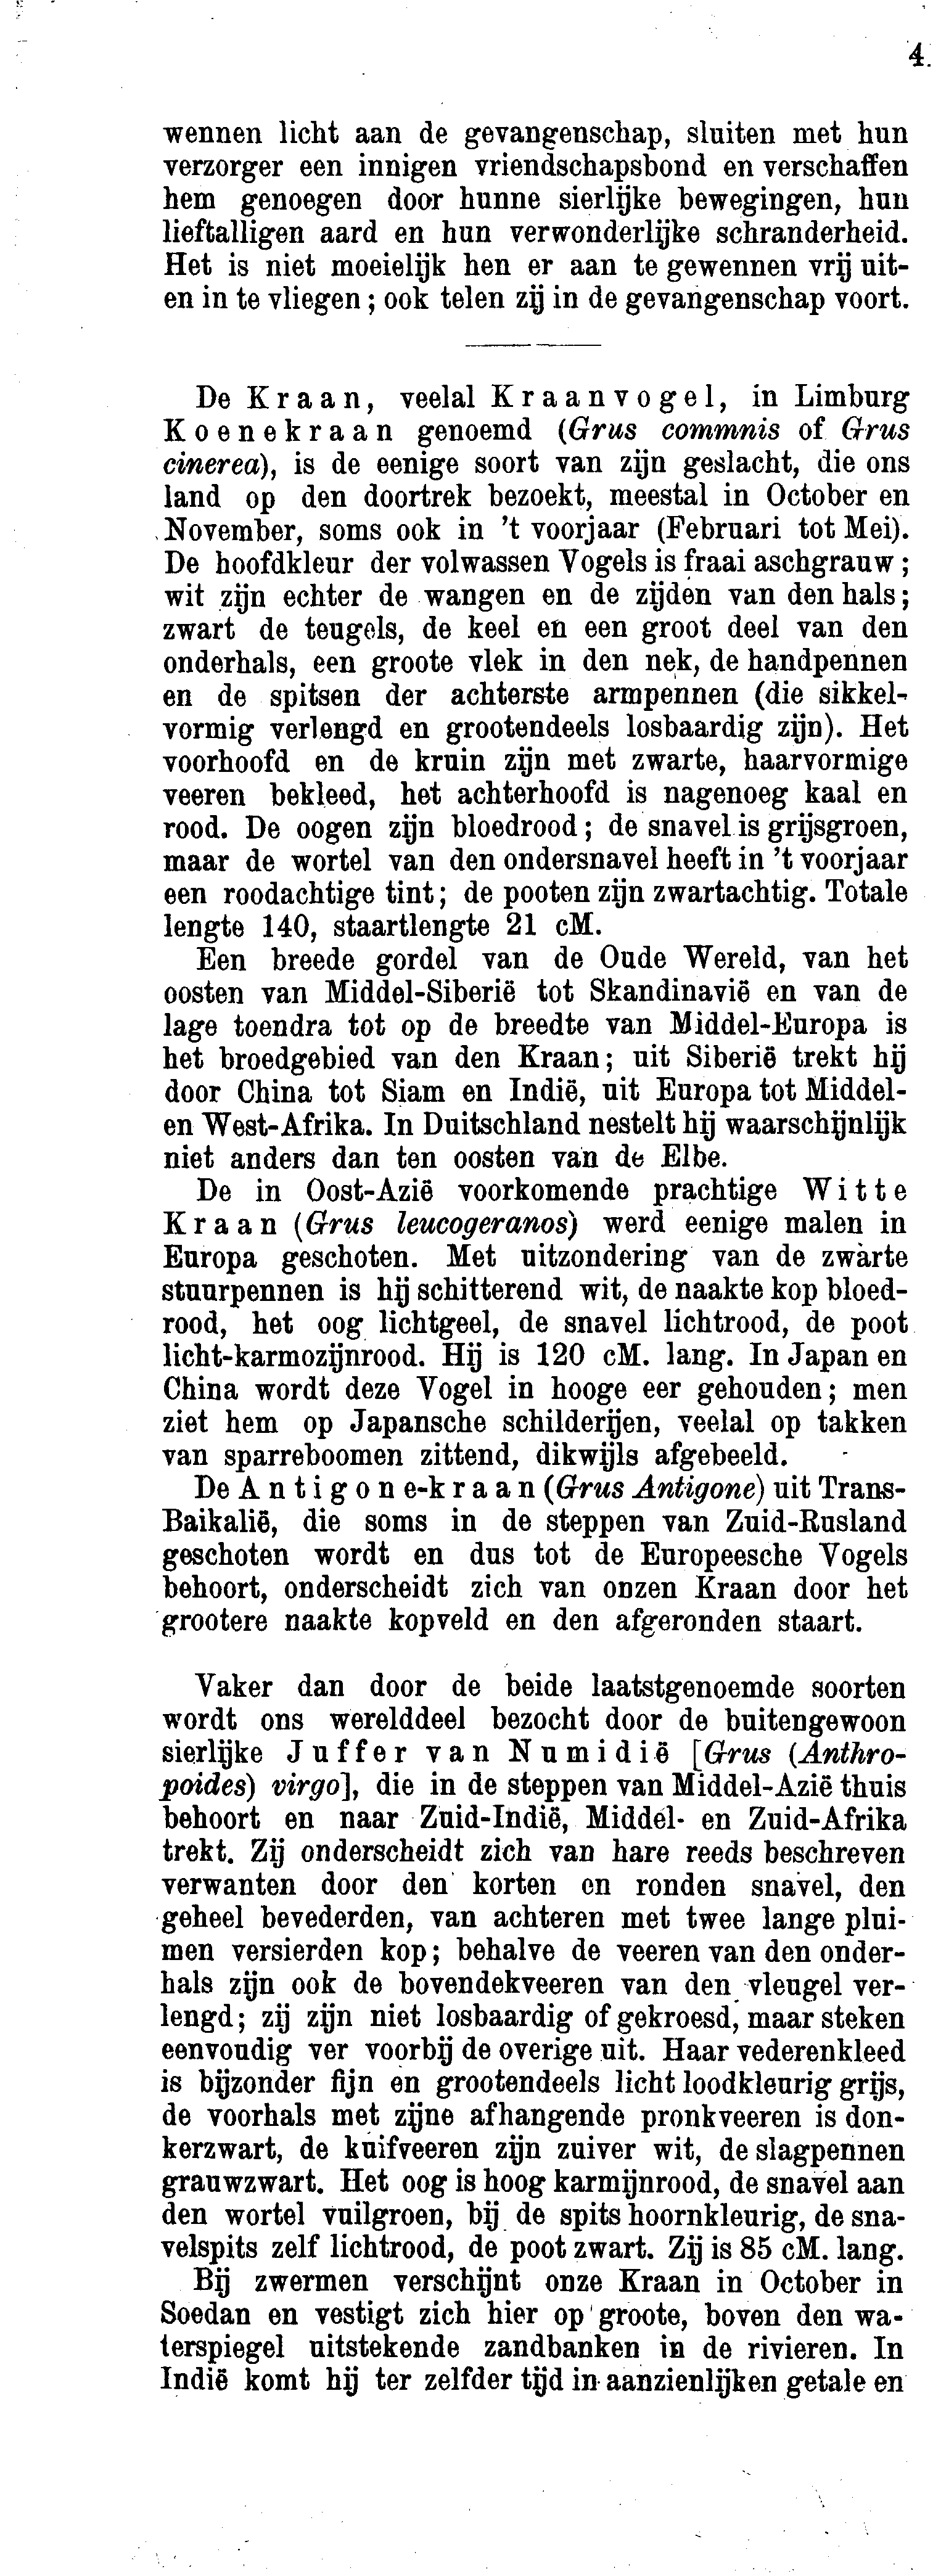 4.
wennen licht aan de gevangenschap, sluiten met hun
verzorger een innigen vriendschapsbond en verschaffen
hem genoegen door hunne sierlijke bewegingen, hun
lieftalligen aard en hun verwonderlijke schranderheid.
Het is niet moeielijk hen er aan te gewennen vrij uit-
en in te vliegen; ook telen zij in de gevangenschap voort.
De Kraan, veelal Kraanvogel, in Limburg
Koenekraan genoemd (Grus commnis of Grus
cinerea), is de eenige soort van zijn geslacht, die ons
land op den doortrek bezoekt, meestal in October en
November, soms ook in 't voorjaar (Februari tot Mei).
De hoofdkleur der volwassen Vogels is fraai aschgrauw;
wit zijn echter de wangen en de zijden van den hals;
zwart de teugels, de keel en een groot deel van den
onderhals, een groote vlek in den nek, de handpennen
en de spitsen der achterste armpennen (die sikkel-
vormig verlengd en grootendeels losbaardig zijn). Het
voorhoofd en de kruin zijn met zwarte, haarvormige
veeren bekleed, het achterhoofd is nagenoeg kaal en
rood. De oogen zijn bloedrood; de snavel is grijsgroen,
maar de wortel van den ondersnavel heeft in 't voorjaar
een roodachtige tint; de pooten zijn zwartachtig. Totale
lengte 140, staartlengte 21 cM.
Een breede gordel van de Oude Wereld, van het
oosten van Middel-Siberië tot Skandinavië en van de
lage toendra tot op de breedte van Middel-Europa is
het broedgebied van den Kraan; uit Siberië trekt hij
door China tot Siam en Indië, uit Europa tot Middel-
en West-Afrika. In Duitschland nestelt hij waarschijnlijk
niet anders dan ten oosten van de Elbe.
De in Oost-Azië voorkomende prachtige Witte
Kraan (Grus leucogeranos) werd eenige malen in
Europa geschoten. Met uitzondering van de zwarte
stuurpennen is hij schitterend wit, de naakte kop bloed-
rood, het oog lichtgeel, de snavel lichtrood, de poot
licht-karmozijnrood. Hij is 120 cM. lang. In Japan en
China wordt deze Vogel in hooge eer gehouden; men
ziet hem op Japansche schilderijen, veelal op takken
van sparreboomen zittend, dikwijls afgebeeld.
De Antigone-kraan (Grus Antigone) uit Trans-
Baikalië, die soms in de steppen van Zuid-Rusland
geschoten wordt en dus tot de Europeesche Vogels
behoort, onderscheidt zich van onzen Kraan door het
grootere naakte kopveld en den afgeronden staart.
Vaker dan door de beide laatstgenoemde soorten
wordt ons werelddeel bezocht door de buitengewoon
sierlijke Juffer van Numidië [Grus (Anthro-
poides) virgo], die in de steppen van Middel-Azië thuis
behoort en naar Zuid-Indië, Middel- en Zuid-Afrika
trekt. Zij onderscheidt zich van hare reeds beschreven
verwanten door den korten en ronden snavel, den
geheel bevederden, van achteren met twee lange plui-
men versierden kop; behalve de veeren van den onder-
hals zijn ook de bovendekveeren van den vleugel ver-
lengd; zij zijn niet losbaardig of gekroesd, maar steken
eenvoudig ver voorbij de overige uit. Haar vederenkleed
is bijzonder fijn en grootendeels licht loodkleurig grijs,
de voorhals met zijne afhangende pronkveeren is don-
kerzwart, de kuifveeren zijn zuiver wit, de slagpennen
grauwzwart. Het oog is hoog karmijnrood, de snavel aan
den wortel vuilgroen, bij de spits hoornkleurig, de sna-
velspits zelf lichtrood, de poot zwart. Zij is 85 cM. lang.
Bij zwermen verschijnt onze Kraan in October in
Soedan en vestigt zich hier op groote, boven den wa-
terspiegel uitstekende zandbanken in de rivieren. In
Indië komt hij ter zelfder tijd in aanzienlijken getale en